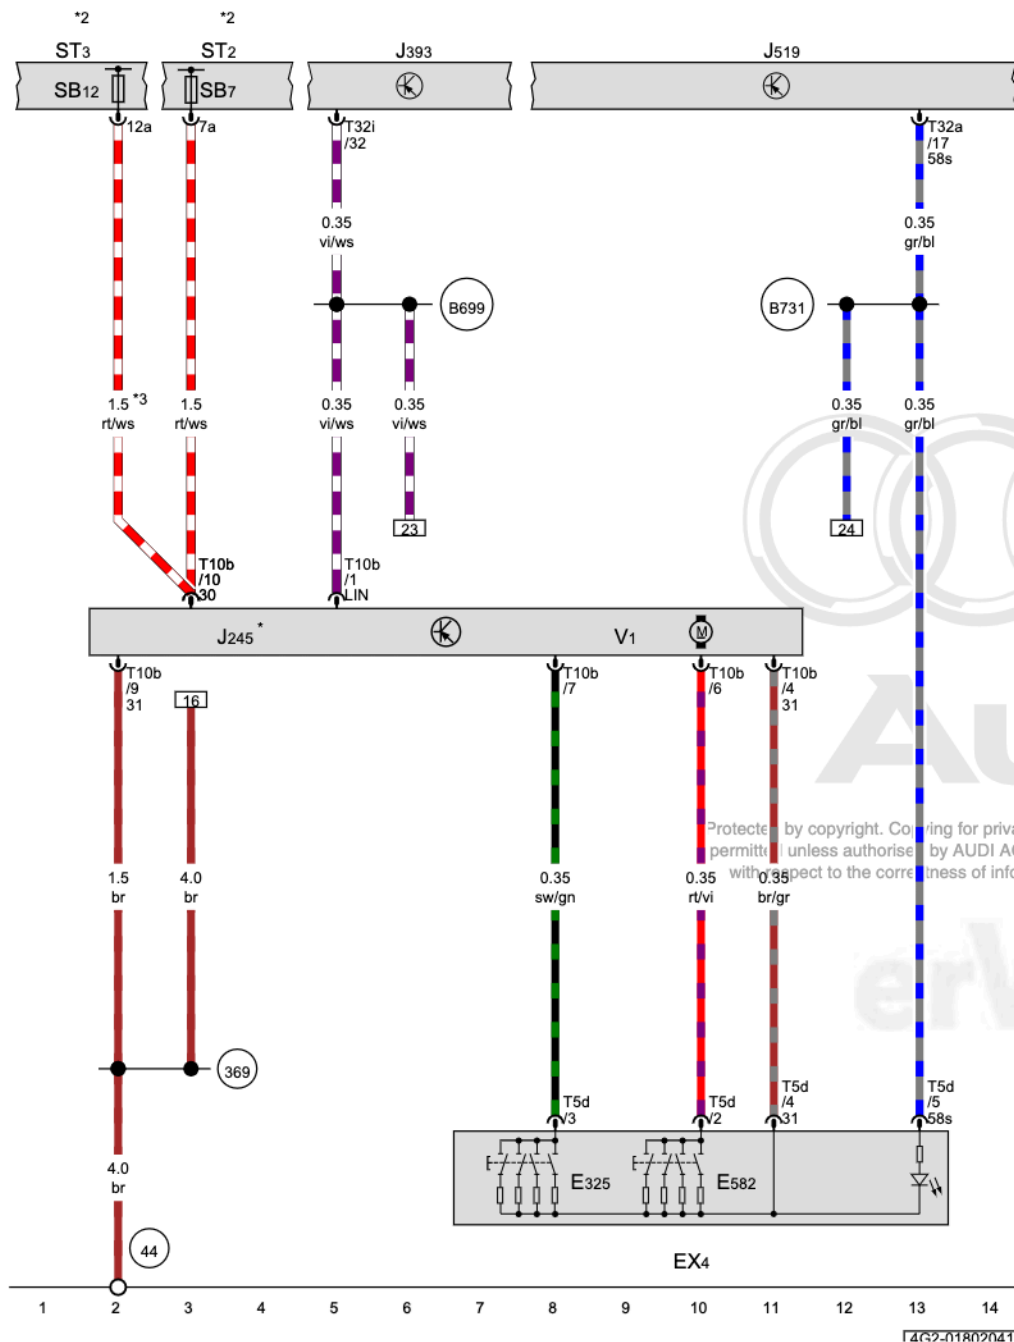 *2 *2
ST3 ST2 J393 J519
SB12 SB7
12a 7a T32i T32a
/32 /17
58s
0.35 0.35
vi/ws gr/bl
B699 B731
1.5 *3 1.5 0.35 0.35 0.35 0.35
rt/ws rt/ws vi/ws vi/ws gr/bl gr/bl
23 24
T10b T10b
/10 /1
30 LIN
J245 * V1 M
T10b T10b T10b T10b
/9 /7 /6 /4
31 16 31
Protected by copyright. Copying for priva
permitted unless authorised by AUDI AG
with respect to the correctness of info
1.5 4.0 0.35 0.35 0.35
br br sw/gn rt/vi br/gr
369
T5d T5d T5d T5d
/3 /2 /4 /5
31 58s
4.0
br
E325 E582
44
EX4
1 2 3 4 5 6 7 8 9 10 11 12 13 14
4G2-01802041